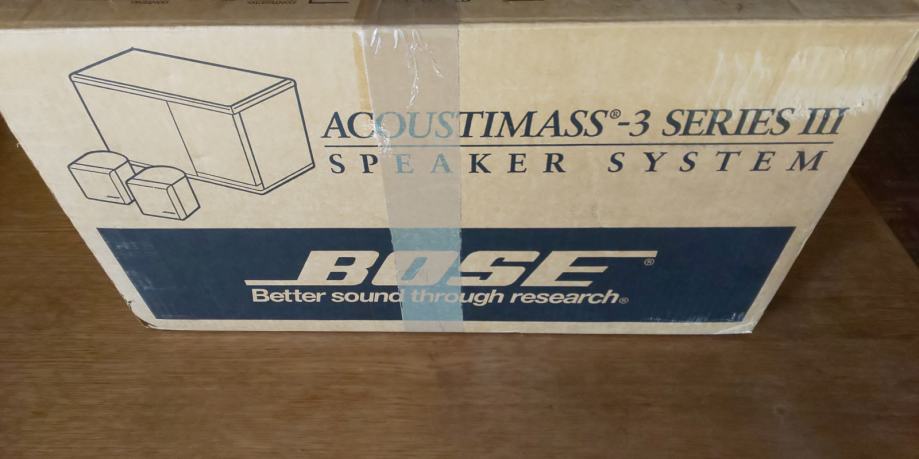 ACOUSTIMASS®-3 SERIES III
SPEAKER SYSTEM
BOSE®
Better sound through research®